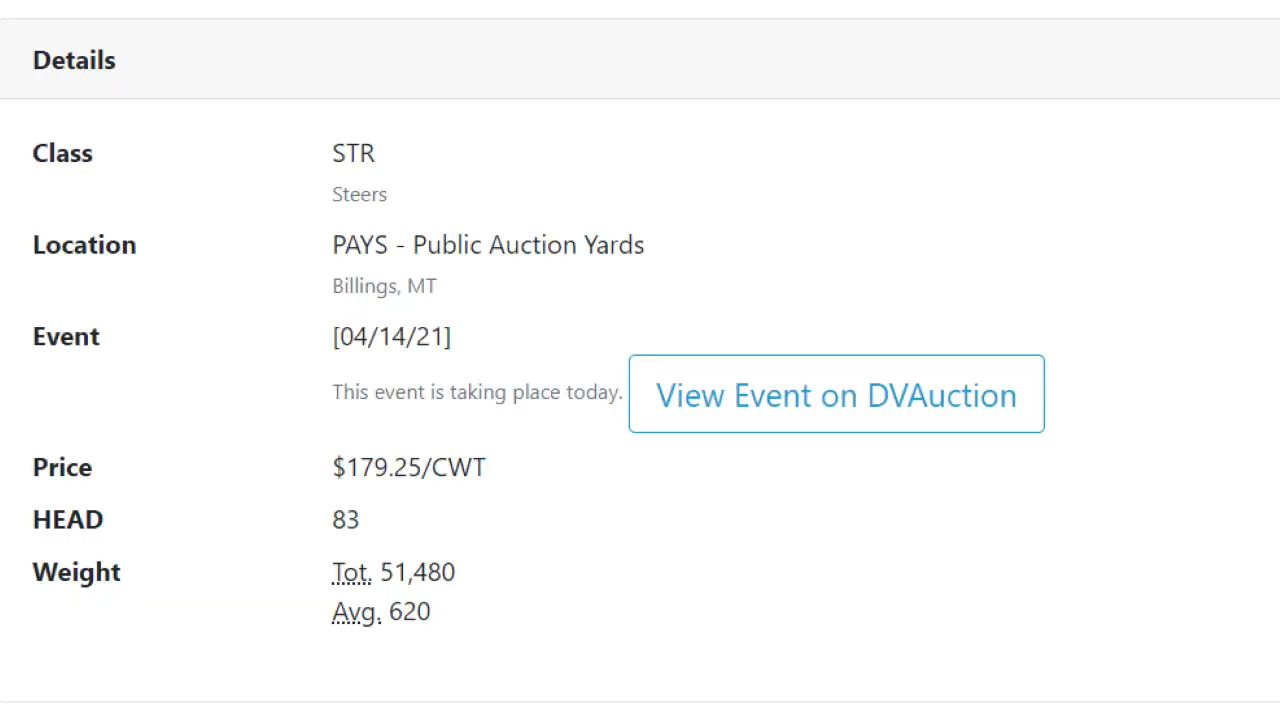 Details
Class STR
Steers
Location PAYS - Public Auction Yards
Billings, MT
Event [04/14/21]
This event is taking place today. View Event on DVAuction
Price $179.25/CWT
HEAD 83
Weight Tot. 51,480
Avg. 620